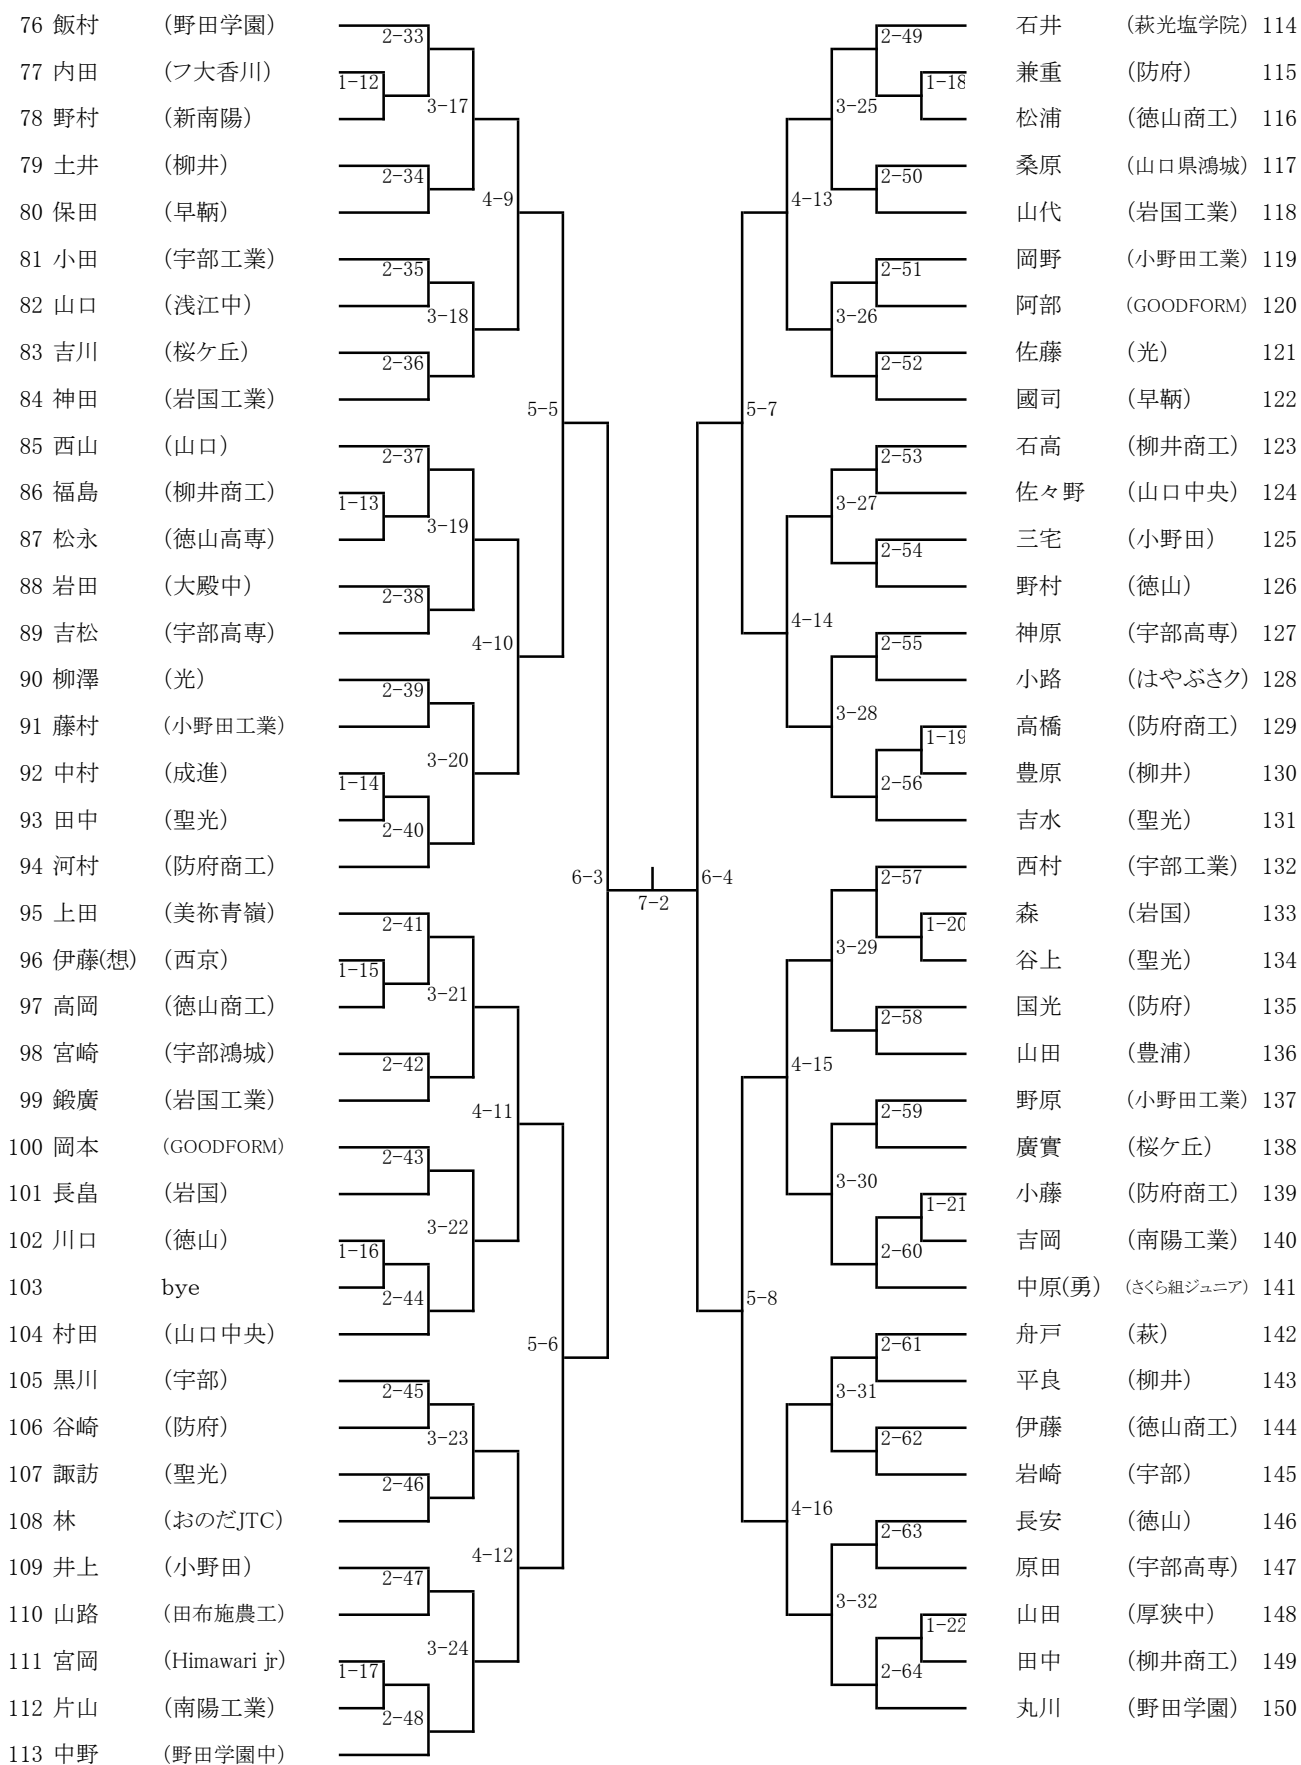 76 飯村 (野田学園)
2-33
77 内田 (フ大香川)
1-12
3-17
78 野村 (新南陽)
79 土井 (柳井)
2-34
4-9
80 保田 (早鞆)
81 小田 (宇部工業)
2-35
82 山口 (浅江中)
3-18
83 吉川 (桜ケ丘)
2-36
84 神田 (岩国工業)
5-5
85 西山 (山口)
2-37
86 福島 (柳井商工)
1-13
3-19
87 松永 (徳山高専)
88 岩田 (大殿中)
2-38
89 吉松 (宇部高専)
4-10
90 柳澤 (光)
2-39
91 藤村 (小野田工業)
3-20
92 中村 (成進)
1-14
93 田中 (聖光)
2-40
94 河村 (防府商工)
6-3
95 上田 (美祢青嶺)
2-41
96 伊藤(想) (西京)
1-15
3-21
97 高岡 (徳山商工)
98 宮崎 (宇部鴻城)
2-42
99 鍛廣 (岩国工業)
4-11
100 岡本 (GOODFORM)
2-43
101 長畠 (岩国)
3-22
102 川口 (徳山)
1-16
103 bye
2-44
104 村田 (山口中央)
5-6
105 黒川 (宇部)
2-45
106 谷崎 (防府)
3-23
107 諏訪 (聖光)
2-46
108 林 (おのだJTC)
4-12
109 井上 (小野田)
2-47
110 山路 (田布施農工)
3-24
111 宮岡 (Himawari jr)
1-17
112 片山 (南陽工業)
2-48
113 中野 (野田学園中)
7-2
石井 (萩光塩学院) 114
2-49
兼重 (防府) 115
1-18
3-25
松浦 (徳山商工) 116
桑原 (山口県鴻城) 117
2-50
4-13
山代 (岩国工業) 118
岡野 (小野田工業) 119
2-51
阿部 (GOODFORM) 120
3-26
佐藤 (光) 121
2-52
國司 (早鞆) 122
5-7
石高 (柳井商工) 123
2-53
佐々野 (山口中央) 124
3-27
三宅 (小野田) 125
2-54
野村 (徳山) 126
4-14
神原 (宇部高専) 127
2-55
小路 (はやぶさク) 128
3-28
高橋 (防府商工) 129
1-19
豊原 (柳井) 130
2-56
吉水 (聖光) 131
西村 (宇部工業) 132
6-4
2-57
森 (岩国) 133
1-20
3-29
谷上 (聖光) 134
国光 (防府) 135
2-58
山田 (豊浦) 136
4-15
野原 (小野田工業) 137
2-59
廣實 (桜ケ丘) 138
3-30
小藤 (防府商工) 139
1-21
吉岡 (南陽工業) 140
2-60
中原(勇) (さくら組ジュニア) 141
5-8
舟戸 (萩) 142
2-61
平良 (柳井) 143
3-31
伊藤 (徳山商工) 144
2-62
岩崎 (宇部) 145
4-16
長安 (徳山) 146
2-63
原田 (宇部高専) 147
3-32
山田 (厚狭中) 148
1-22
田中 (柳井商工) 149
2-64
丸川 (野田学園) 150